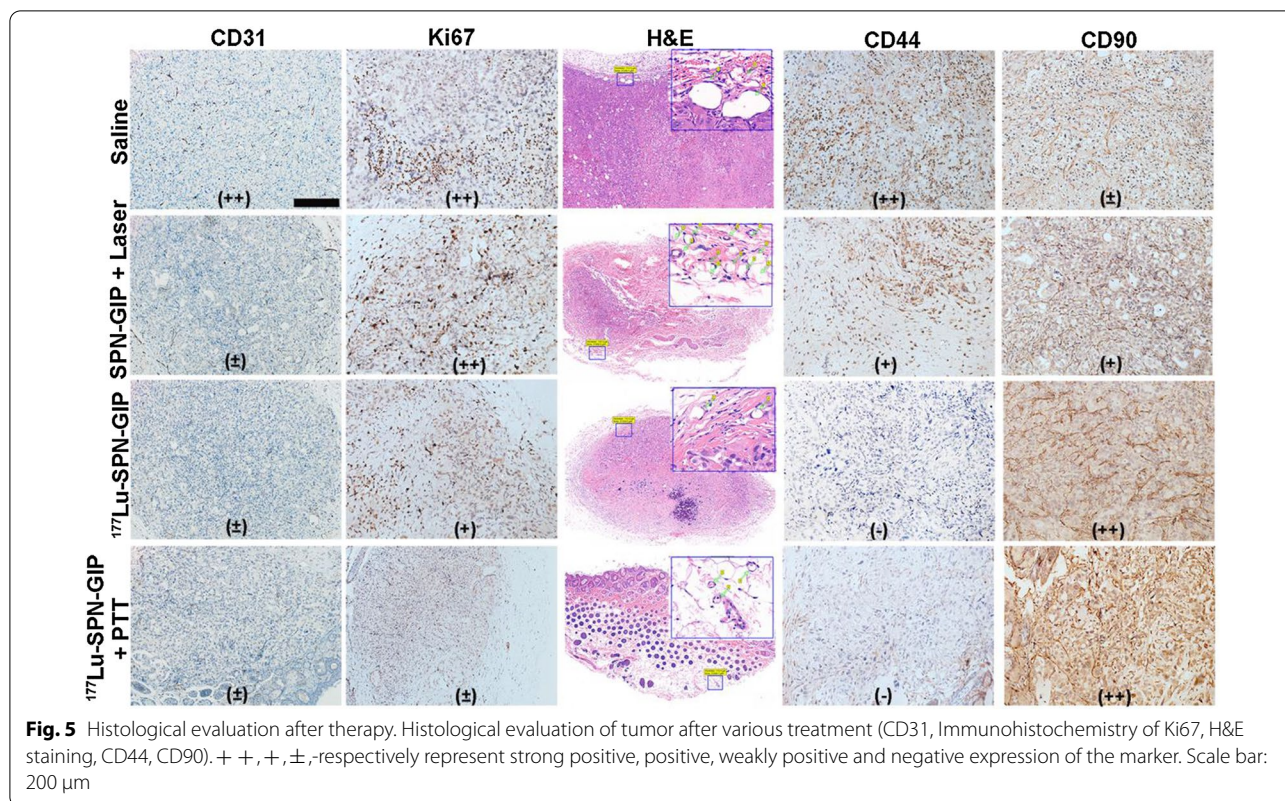 CD31 Ki67 H&E CD44 CD90
Saline
(++) (++) (++) (±)
SPN-GIP + Laser
(±) (++) (+) (+)
¹⁷⁷Lu-SPN-GIP
(±) (+) (-) (++)
¹⁷⁷Lu-SPN-GIP
+ PTT
(±) (±) (-) (++)
Fig. 5 Histological evaluation after therapy. Histological evaluation of tumor after various treatment (CD31, Immunohistochemistry of Ki67, H&E
staining, CD44, CD90). + +, +, ±,-respectively represent strong positive, positive, weakly positive and negative expression of the marker. Scale bar:
200 µm